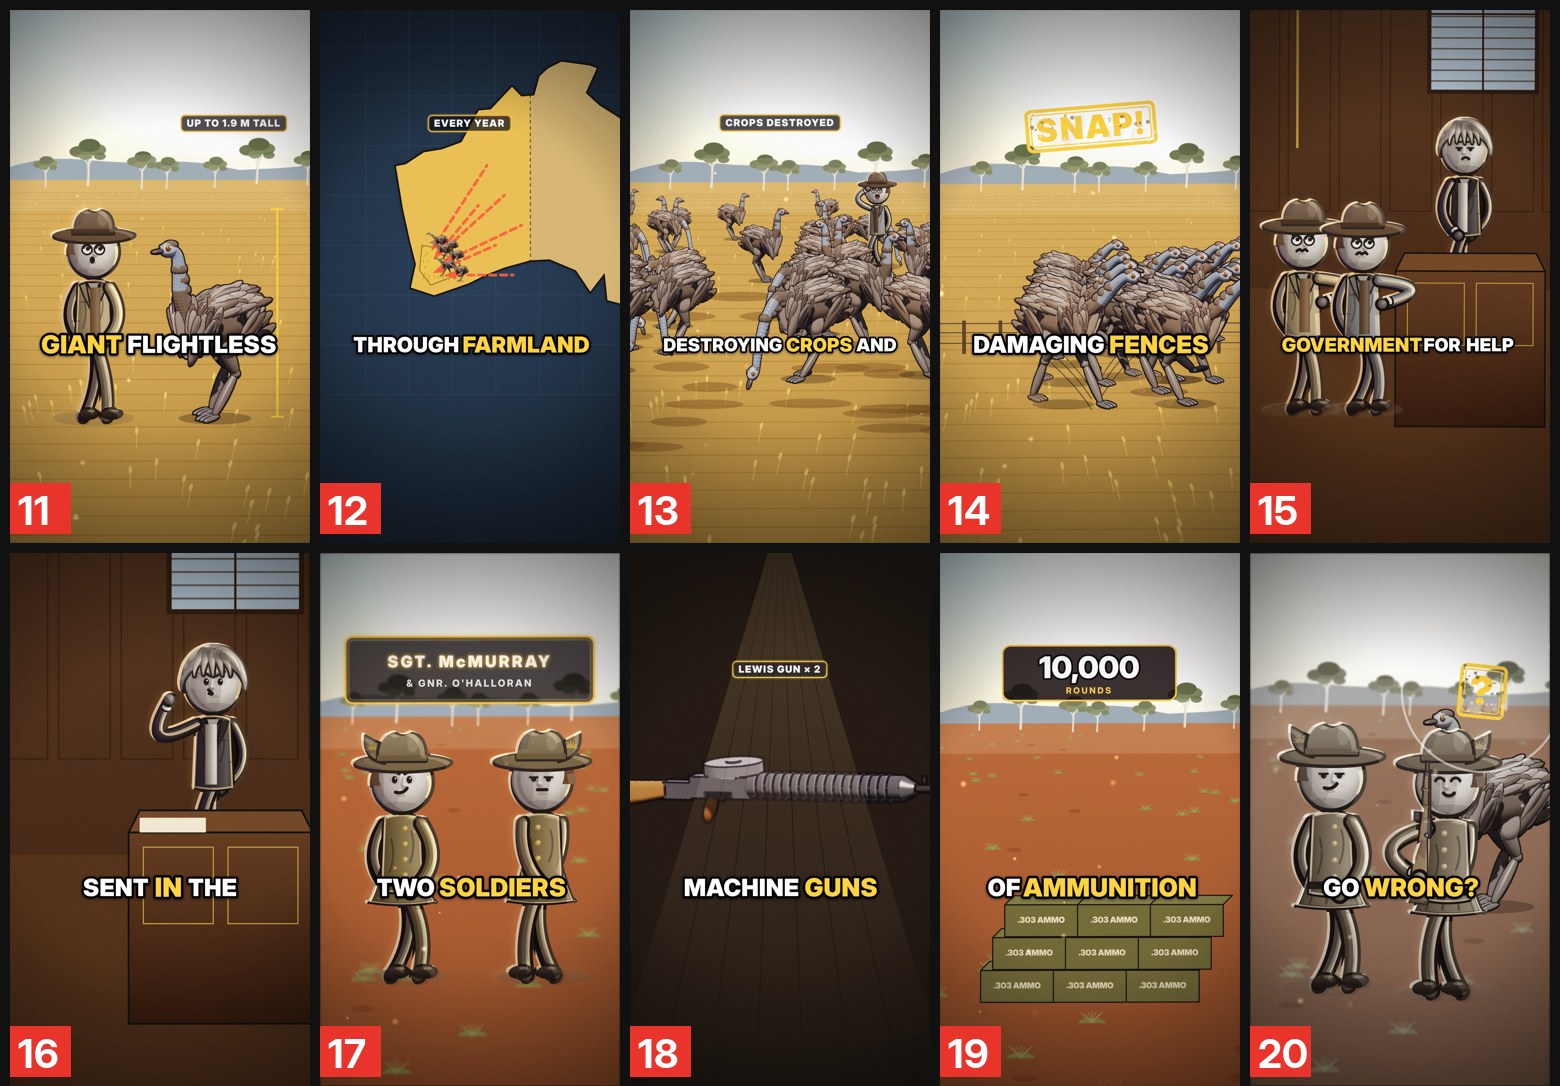 UP TO 1.9 M TALL
GIANT FLIGHTLESS
11
EVERY YEAR
THROUGH FARMLAND
12
CROPS DESTROYED
DESTROYING CROPS AND
13
SNAP!
DAMAGING FENCES
14
GOVERNMENT FOR HELP
15
SENT IN THE
16
SGT. McMURRAY
& GNR. O'HALLORAN
TWO SOLDIERS
17
LEWIS GUN × 2
MACHINE GUNS
18
10,000
ROUNDS
OF AMMUNITION
.303 AMMO .303 AMMO .303 AMMO
.303 AMMO .303 AMMO .303 AMMO
.303 AMMO .303 AMMO .303 AMMO
19
?
GO WRONG?
20